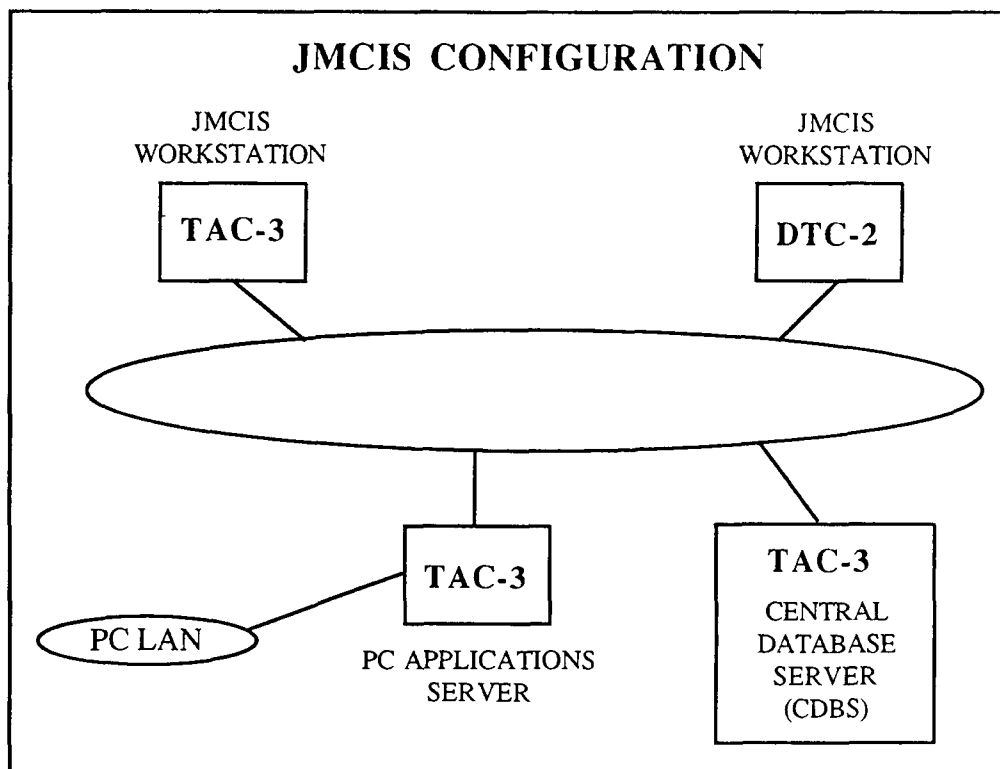 JMCIS CONFIGURATION
JMCIS
WORKSTATION
TAC-3
JMCIS
WORKSTATION
DTC-2
TAC-3
PC APPLICATIONS
SERVER
PC LAN
TAC-3
CENTRAL
DATABASE
SERVER
(CDBS)